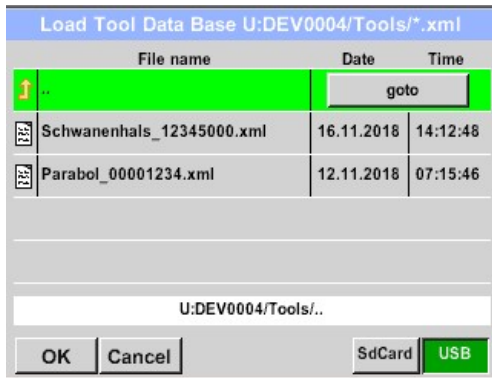 Load Tool Data Base U:DEV0004/Tools/*.xml
File name Date Time
.. goto
Schwanenhals_12345000.xml 16.11.2018 14:12:48
Parabol_00001234.xml 12.11.2018 07:15:46
U:DEV0004/Tools/..
OK Cancel SdCard USB